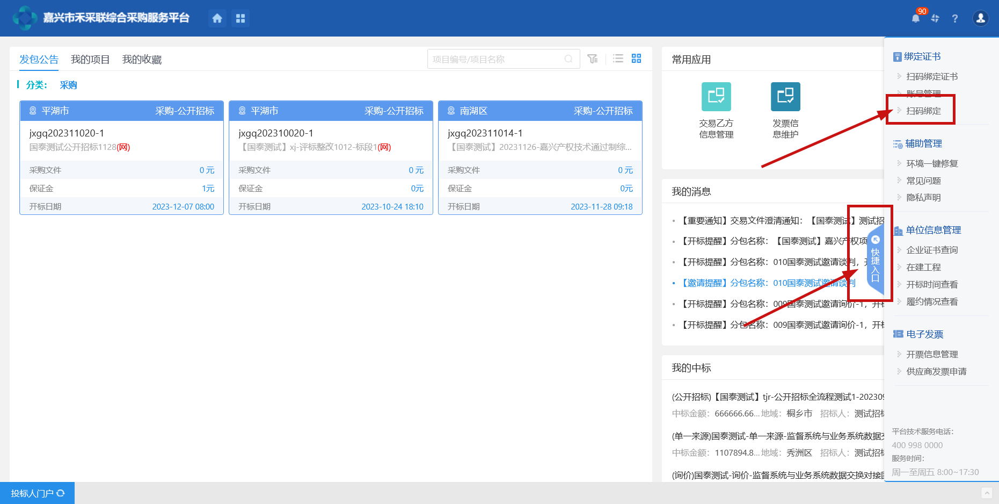 嘉兴市禾采联综合采购服务平台
90
?
发包公告 我的项目 我的收藏
项目编号/项目名称
分类： 采购
平湖市 采购-公开招标
jxgq202311020-1
国泰测试公开招标1128(网)
采购文件 0 元
保证金 1元
开标日期 2023-12-07 08:00
平湖市 采购-公开招标
jxgq202310020-1
【国泰测试】xj-评标整改1012-标段1(网)
采购文件 0 元
保证金 0元
开标日期 2023-10-24 18:10
南湖区 采购-公开招标
jxgq202311014-1
【国泰测试】20231126-嘉兴产权技术通过制综...
采购文件 0 元
保证金 0元
开标日期 2023-11-28 09:18
常用应用
交易乙方
信息管理
发票信
息维护
我的消息
【重要通知】交易文件澄清通知：【国泰测试】测试招
【开标提醒】分包名称：【国泰测试】嘉兴产权项
【开标提醒】分包名称：010国泰测试邀请谈判，开
【邀请提醒】分包名称：010国泰测试邀请谈判
【开标提醒】分包名称：009国泰测试邀请询价-1，开标
【开标提醒】分包名称：009国泰测试邀请询价-1，开标
我的中标
(公开招标)【国泰测试】tjr-公开招标全流程测试1-202309
中标金额：666666.66... 地域：桐乡市 招标人：测试招标
(单一来源)国泰测试-单一来源-监督系统与业务系统数据交
中标金额：1107894.8... 地域：秀洲区 招标人：测试招标
(询价)国泰测试-询价-监督系统与业务系统数据交换对接国
快捷入口
绑定证书
扫码绑定证书
账号管理
扫码绑定
辅助管理
环境一键修复
常见问题
隐私声明
单位信息管理
企业证书查询
在建工程
开标时间查看
履约情况查看
电子发票
开票信息管理
供应商发票申请
平台技术服务电话：
400 998 0000
服务时间：
周一至周五 8:00~17:30
投标人门户